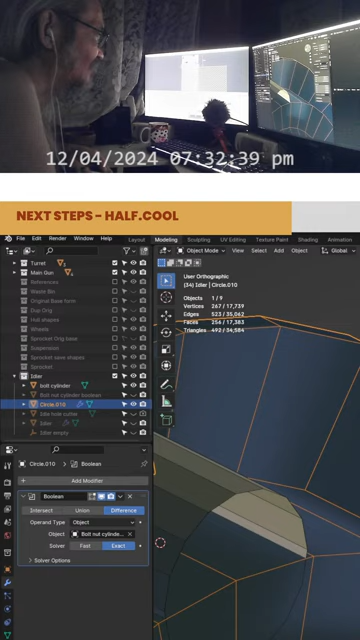 12/04/2024 07:32:39 pm
NEXT STEPS - HALF.COOL
File Edit Render Window Help Layout Modeling Sculpting UV Editing Texture Paint Shading Animation
Object Mode View Select Add Object Global
Turret
Main Gun
References
Waste Bin
Original Base form
Dup Orig
Hull shapes
Wheels
Sprocket Orig base
Suspension
Sprocket save shapes
Sprocket
Idler
bolt cylinder
Bolt nut cylinder boolean
Circle.010
Idle hole cutter
Idler
Idler empty
User Orthographic
(34) Idler | Circle.010
Objects 1 / 9
Vertices 267 / 17,739
Edges 523 / 35,062
Faces 256 / 17,383
Triangles 492 / 34,584
Circle.010 > Boolean
Add Modifier
Boolean
Intersect Union Difference
Operand Type Object
Object Bolt nut cylinde...
Solver Fast Exact
Solver Options